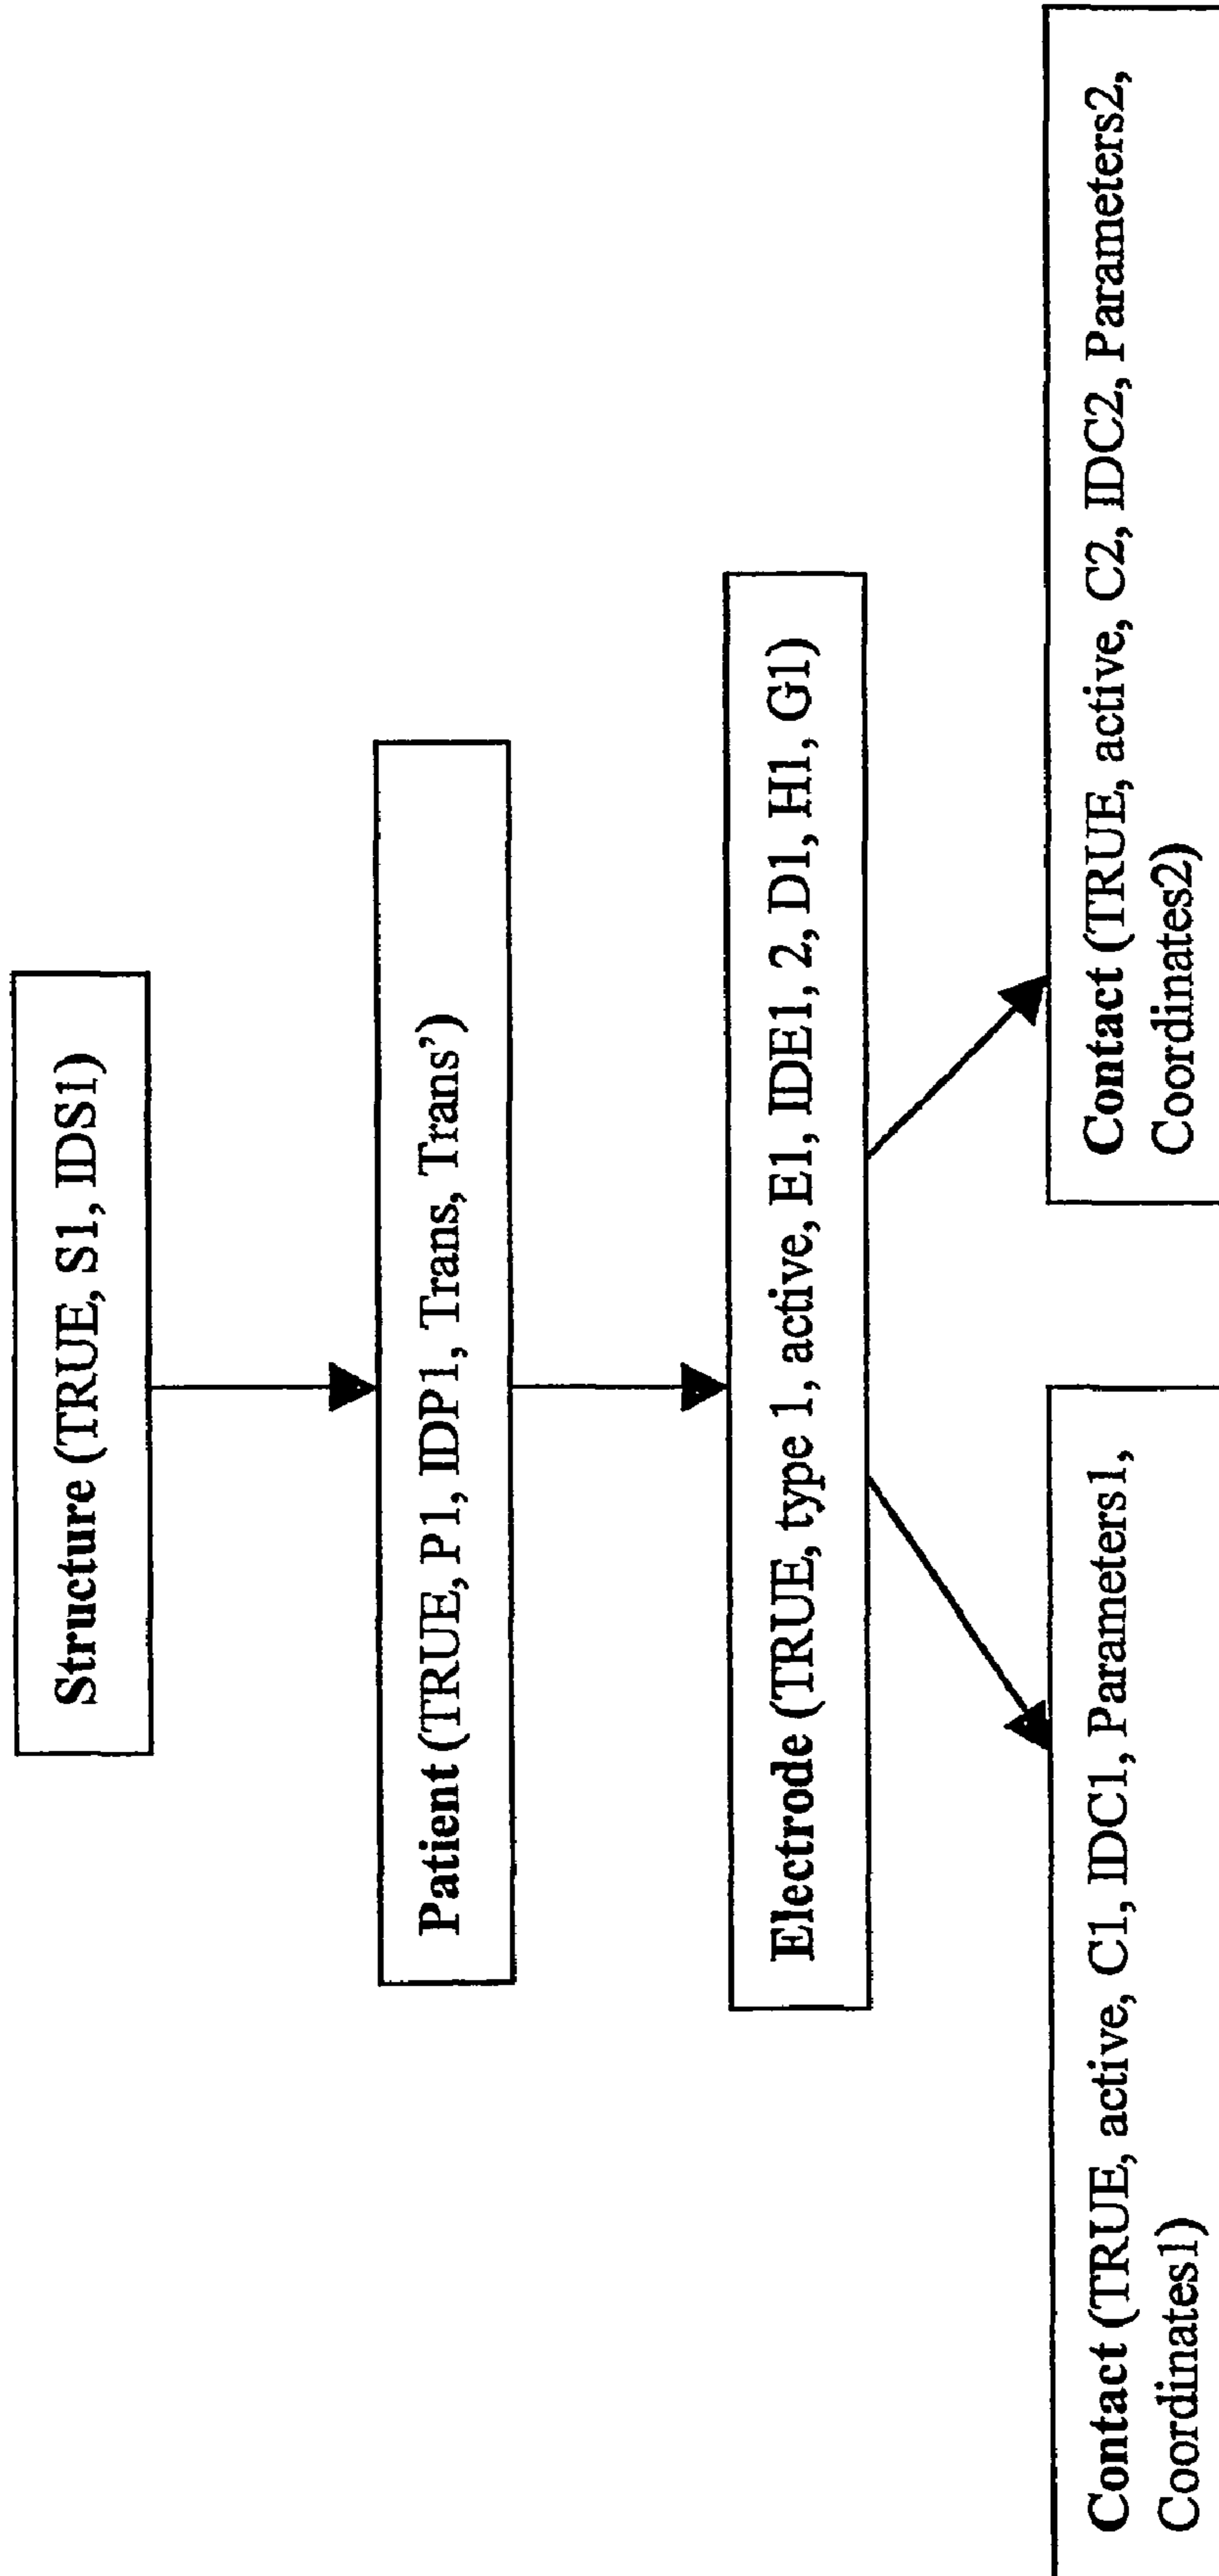 Structure (TRUE, S1, IDS1)
Patient (TRUE, P1, IDP1, Trans, Trans’)
Electrode (TRUE, type 1, active, E1, IDE1, 2, D1, H1, G1)
Contact (TRUE, active, C1, IDC1, Parameters1,
Coordinates1)
Contact (TRUE, active, C2, IDC2, Parameters2,
Coordinates2)